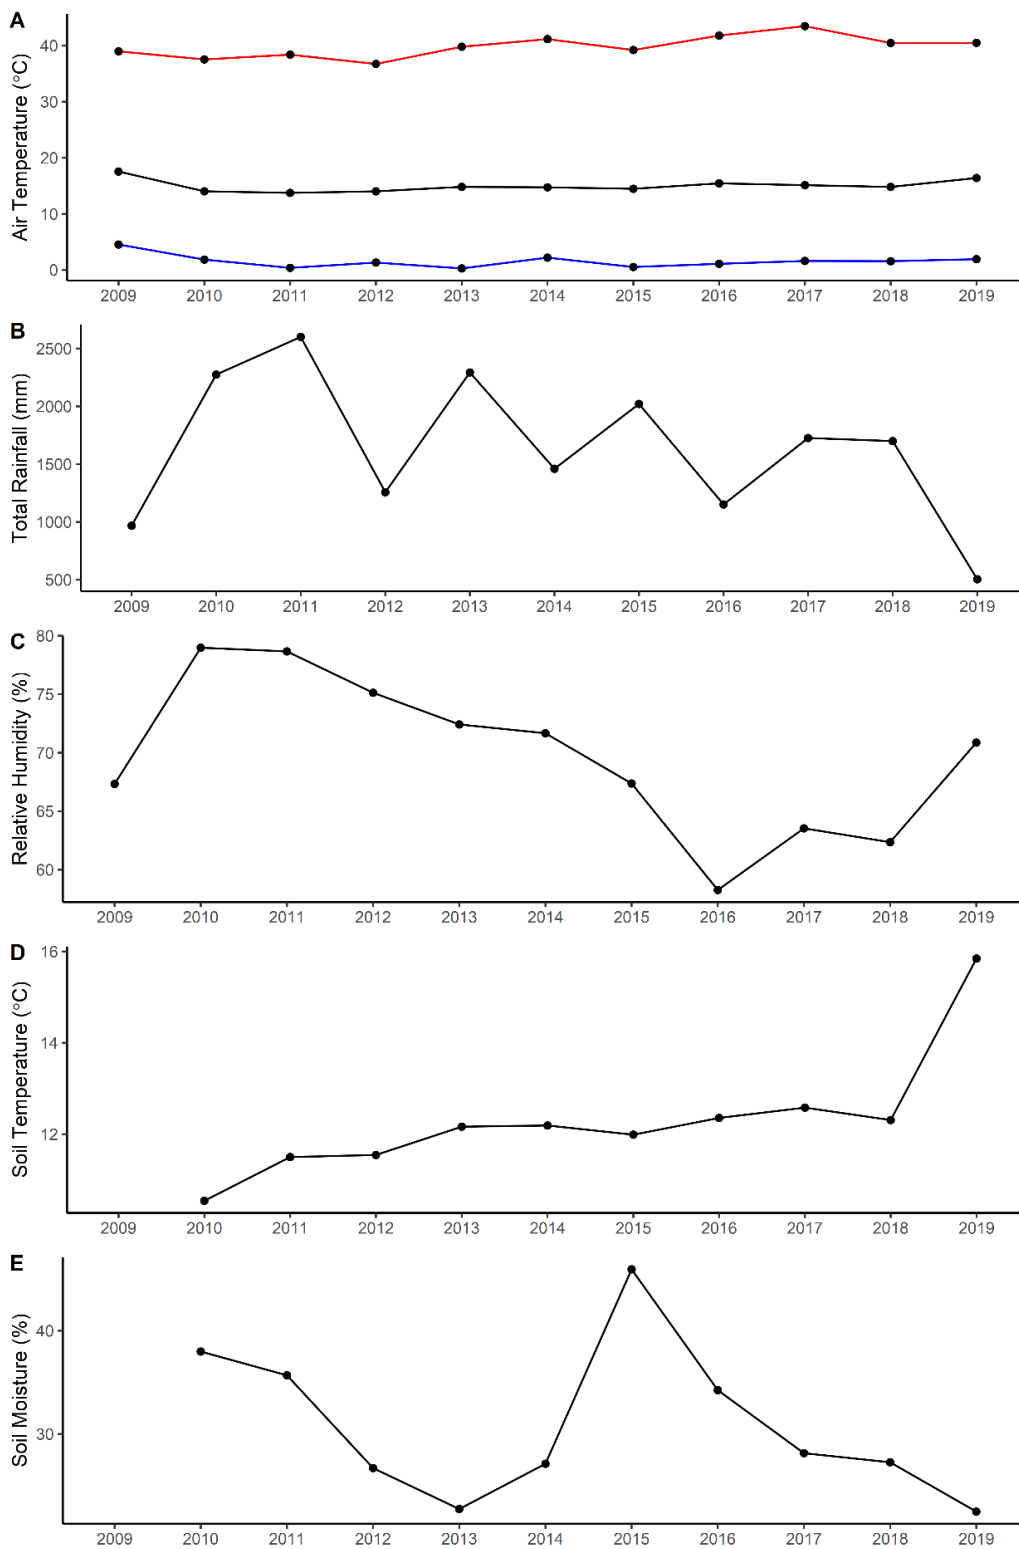 A
Air Temperature (°C)
40
30
20
10
0
2009 2010 2011 2012 2013 2014 2015 2016 2017 2018 2019
B
Total Rainfall (mm)
2500
2000
1500
1000
500
2009 2010 2011 2012 2013 2014 2015 2016 2017 2018 2019
C
Relative Humidity (%)
80
75
70
65
60
2009 2010 2011 2012 2013 2014 2015 2016 2017 2018 2019
D
Soil Temperature (°C)
16
14
12
2009 2010 2011 2012 2013 2014 2015 2016 2017 2018 2019
E
Soil Moisture (%)
40
30
2009 2010 2011 2012 2013 2014 2015 2016 2017 2018 2019